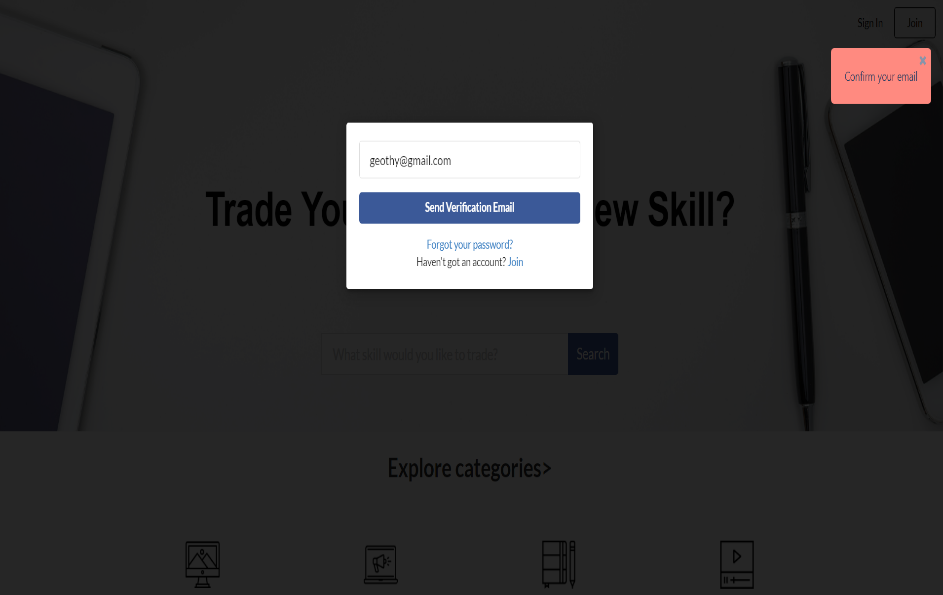 Sign In
Join
X
Confirm your email
geothy@gmail.com
Send Verification Email
Trade You ew Skill?
Forgot your password?
Haven't got an account? Join
What skill would you like to trade?
Search
Explore categories>